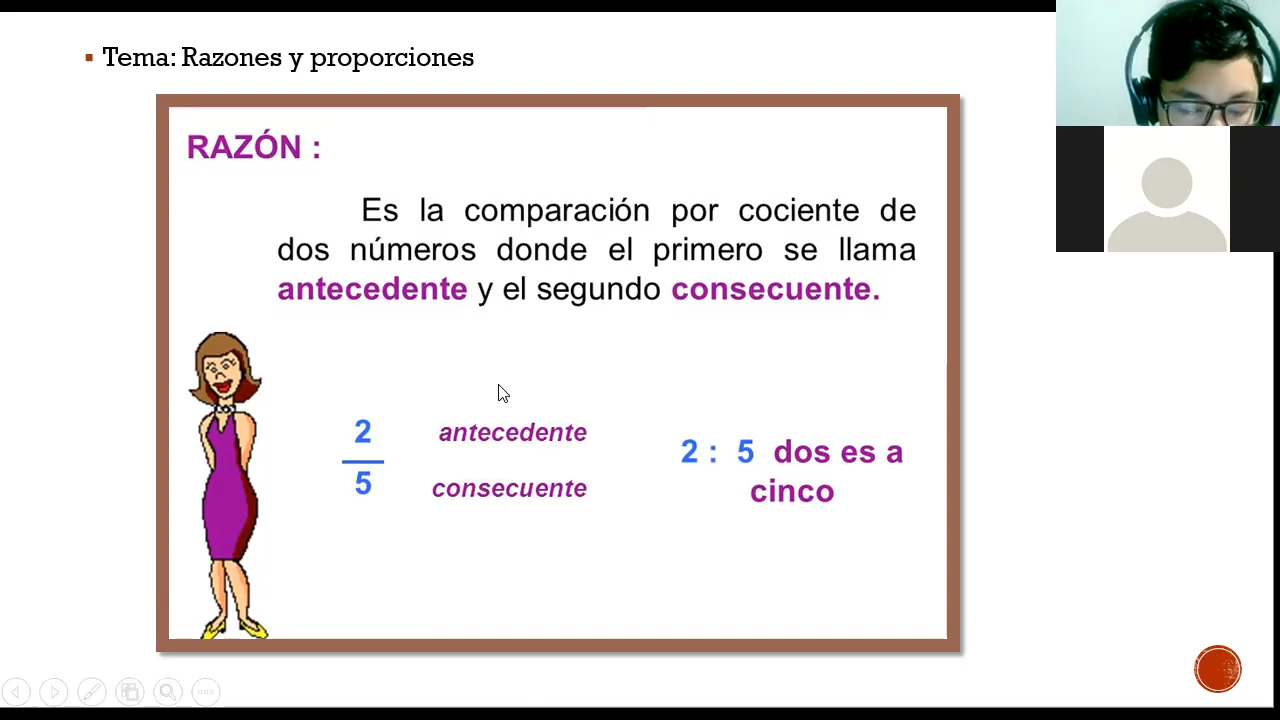 Tema: Razones y proporciones
RAZÓN :
Es la comparación por cociente de
dos números donde el primero se llama
antecedente y el segundo consecuente.
2
antecedente
5
consecuente
2 : 5 dos es a
cinco